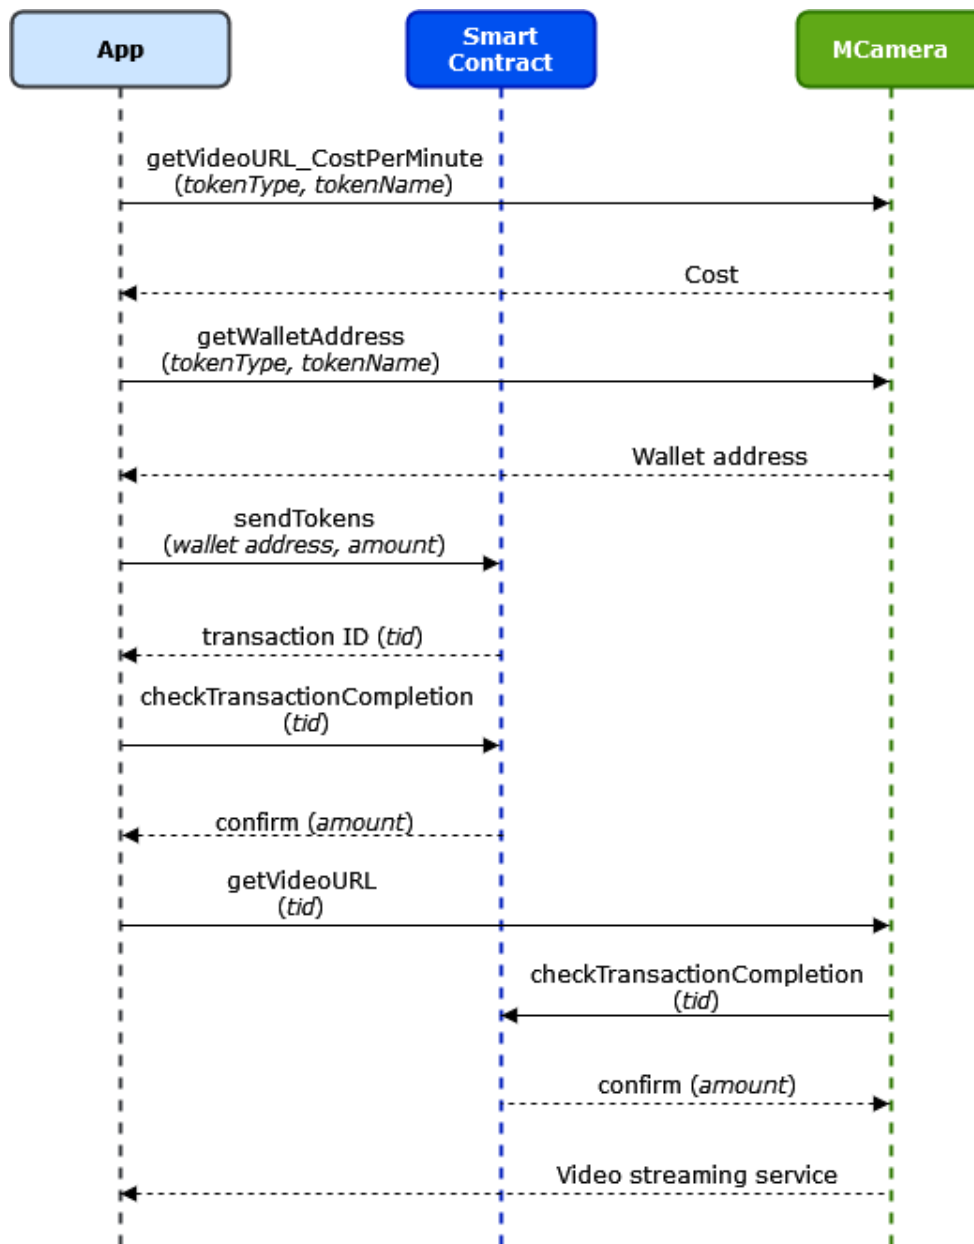 App
Smart
Contract
MCamera
getVideoURL_CostPerMinute
(tokenType, tokenName)
Cost
getWalletAddress
(tokenType, tokenName)
Wallet address
sendTokens
(wallet address, amount)
transaction ID (tid)
checkTransactionCompletion
(tid)
confirm (amount)
getVideoURL
(tid)
checkTransactionCompletion
(tid)
confirm (amount)
Video streaming service